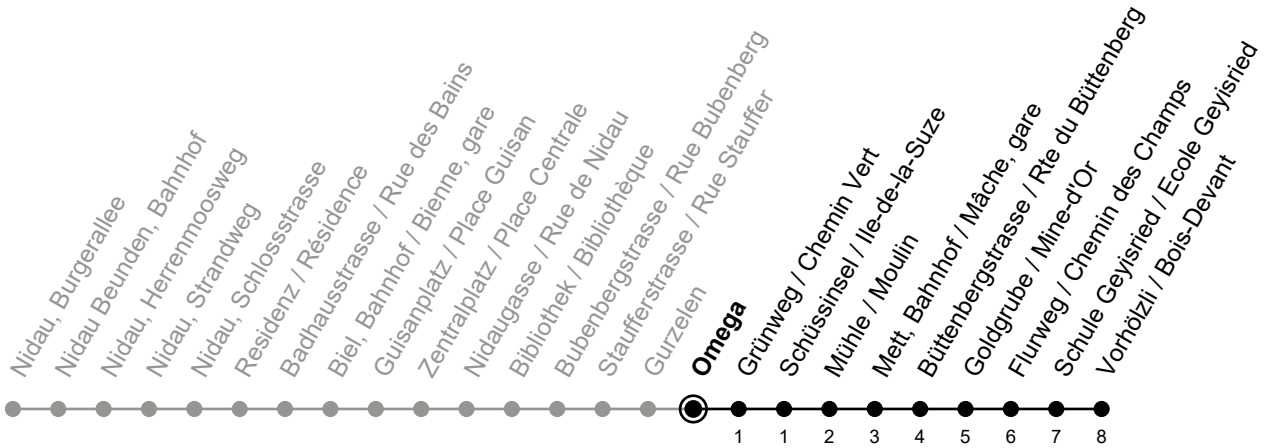 Nidau, Burgerallee
Nidau Beunden, Bahnhof
Nidau, Herrenmoosweg
Nidau, Strandweg
Nidau, Schlossstrasse
Residenz / Résidence
Badhausstrasse / Rue des Bains
Biel, Bahnhof / Bienne, gare
Guisanplatz / Place Guisan
Zentralplatz / Place Centrale
Nidaugasse / Rue de Nidau
Bibliothek / Bibliothèque
Bubenbergstrasse / Rue Bubenberg
Staufferstrasse / Rue Stauffer
Gurzelen
Omega
Grünweg / Chemin Vert
Schüssinsel / Ile-de-la-Suze
Mühle / Moulin
Mett, Bahnhof / Mâche, gare
Büttenbergstrasse / Rte du Büttenberg
Goldgrube / Mine-d'Or
Flurweg / Chemin des Champs
Schule Geyisried / Ecole Geyisried
Vorhölzli / Bois-Devant
1 1 2 3 4 5 6 7 8